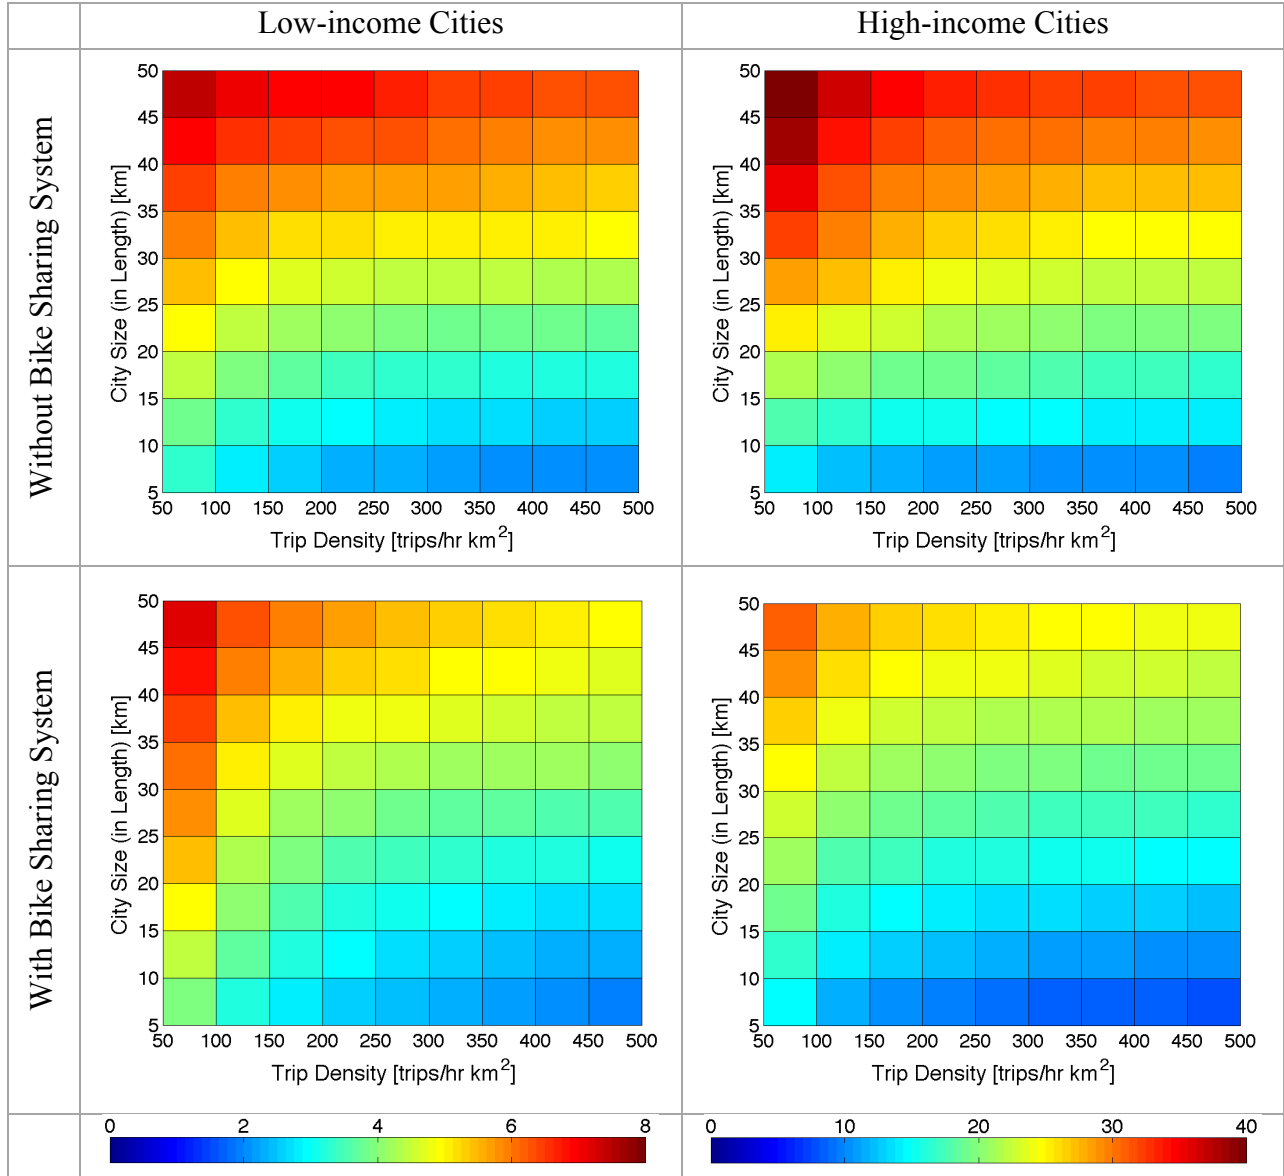 Low-income Cities
High-income Cities
Without Bike Sharing System
50
45
40
35
30
25
20
15
10
5
City Size (in Length) [km]
50 100 150 200 250 300 350 400 450 500
Trip Density [trips/hr km²]
50
45
40
35
30
25
20
15
10
5
City Size (in Length) [km]
50 100 150 200 250 300 350 400 450 500
Trip Density [trips/hr km²]
With Bike Sharing System
50
45
40
35
30
25
20
15
10
5
City Size (in Length) [km]
50 100 150 200 250 300 350 400 450 500
Trip Density [trips/hr km²]
50
45
40
35
30
25
20
15
10
5
City Size (in Length) [km]
50 100 150 200 250 300 350 400 450 500
Trip Density [trips/hr km²]
0 2 4 6 8
0 10 20 30 40